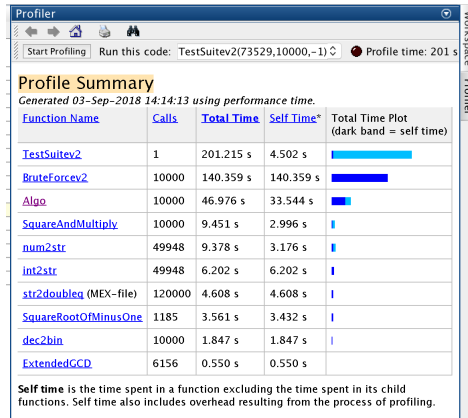 Profiler
Start Profiling Run this code: TestSuitev2(73529,10000,-1) Profile time: 201 s
Profile Summary
Generated 03-Sep-2018 14:14:13 using performance time.
Function Name Calls Total Time Self Time* Total Time Plot
(dark band = self time)
TestSuitev2 1 201.215 s 4.502 s
BruteForcev2 10000 140.359 s 140.359 s
Algo 10000 46.976 s 33.544 s
SquareAndMultiply 10000 9.451 s 2.996 s
num2str 49948 9.378 s 3.176 s
int2str 49948 6.202 s 6.202 s
str2doubleq (MEX-file) 120000 4.608 s 4.608 s
SquareRootOfMinusOne 1185 3.561 s 3.432 s
dec2bin 10000 1.847 s 1.847 s
ExtendedGCD 6156 0.550 s 0.550 s
Self time is the time spent in a function excluding the time spent in its child
functions. Self time also includes overhead resulting from the process of profiling.